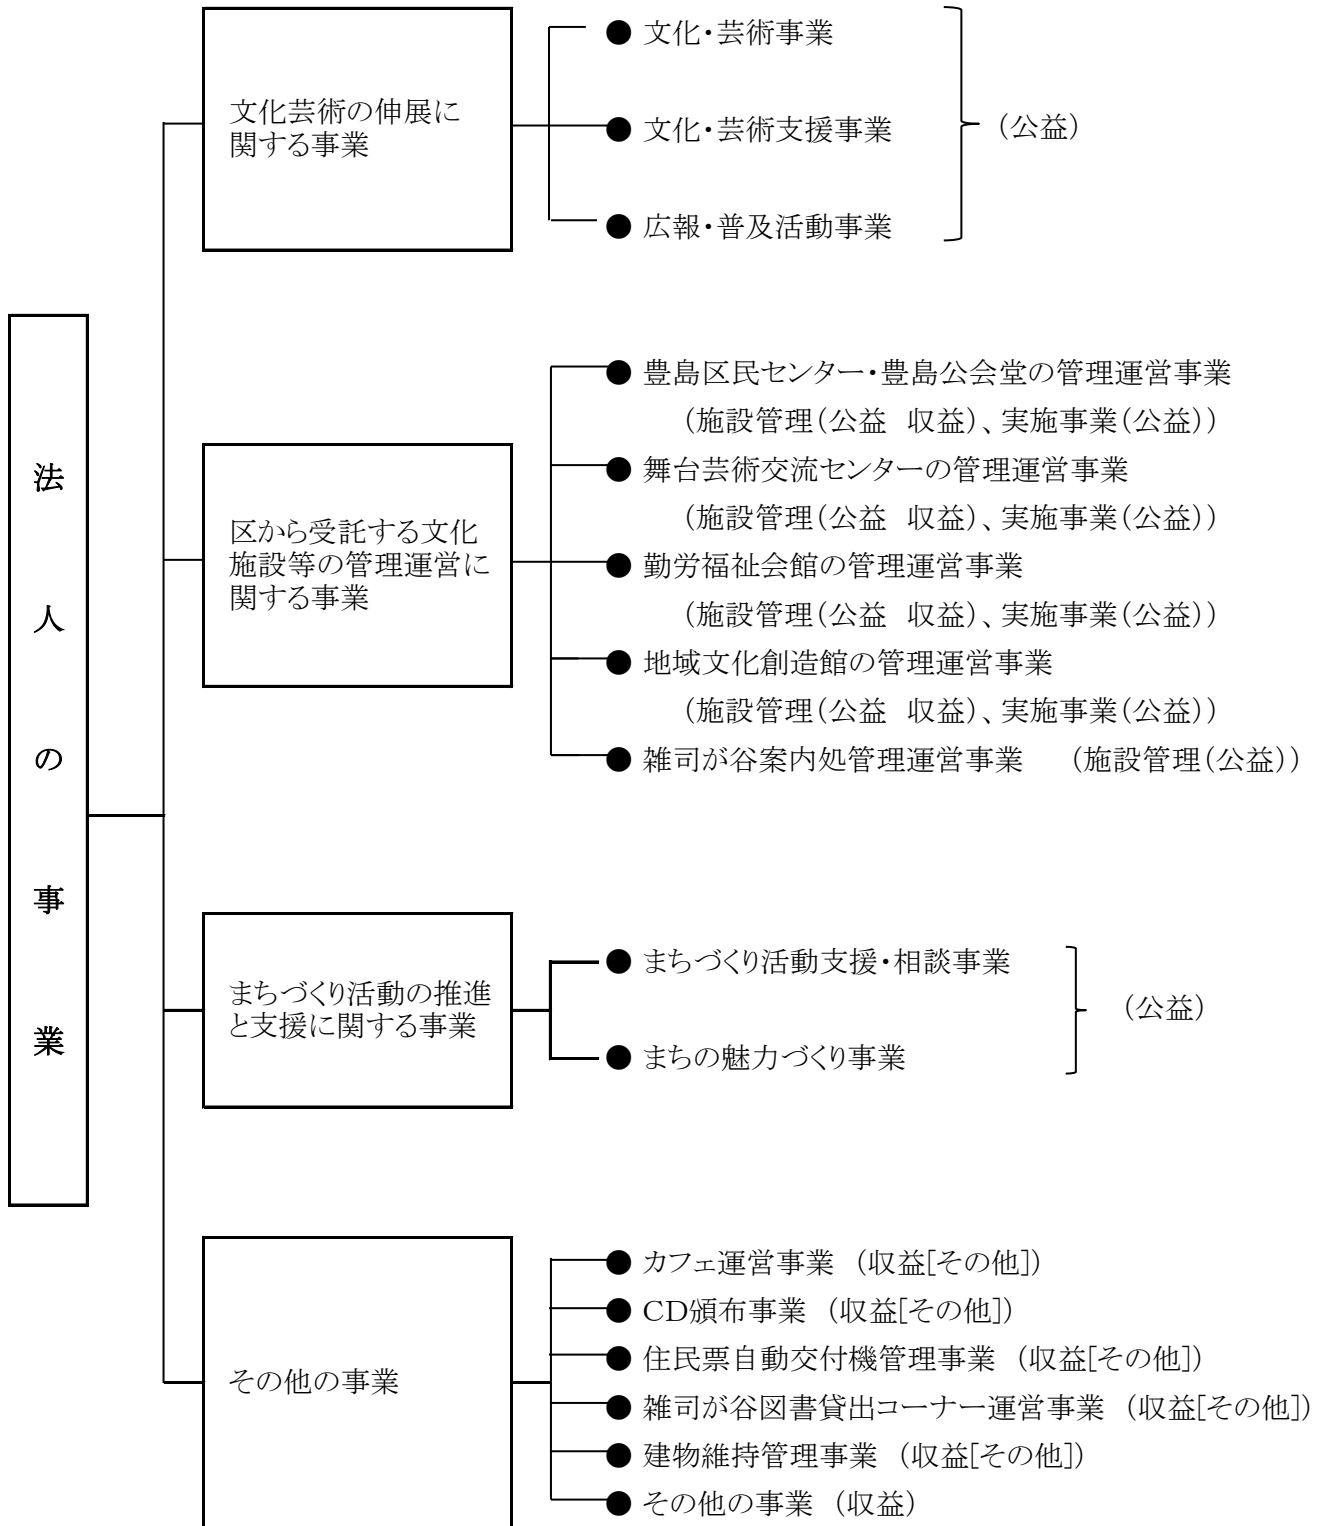 法人の事業
文化芸術の伸展に
関する事業
● 文化・芸術事業
● 文化・芸術支援事業
● 広報・普及活動事業
(公益)
区から受託する文化
施設等の管理運営に
関する事業
● 豊島区民センター・豊島公会堂の管理運営事業
(施設管理(公益 収益)、実施事業(公益))
● 舞台芸術交流センターの管理運営事業
(施設管理(公益 収益)、実施事業(公益))
● 勤労福祉会館の管理運営事業
(施設管理(公益 収益)、実施事業(公益))
● 地域文化創造館の管理運営事業
(施設管理(公益 収益)、実施事業(公益))
● 雑司が谷案内処管理運営事業 (施設管理(公益))
まちづくり活動の推進
と支援に関する事業
● まちづくり活動支援・相談事業
● まちの魅力づくり事業
(公益)
その他の事業
● カフェ運営事業 (収益[その他])
● CD頒布事業 (収益[その他])
● 住民票自動交付機管理事業 (収益[その他])
● 雑司が谷図書貸出コーナー運営事業 (収益[その他])
● 建物維持管理事業 (収益[その他])
● その他の事業 (収益)